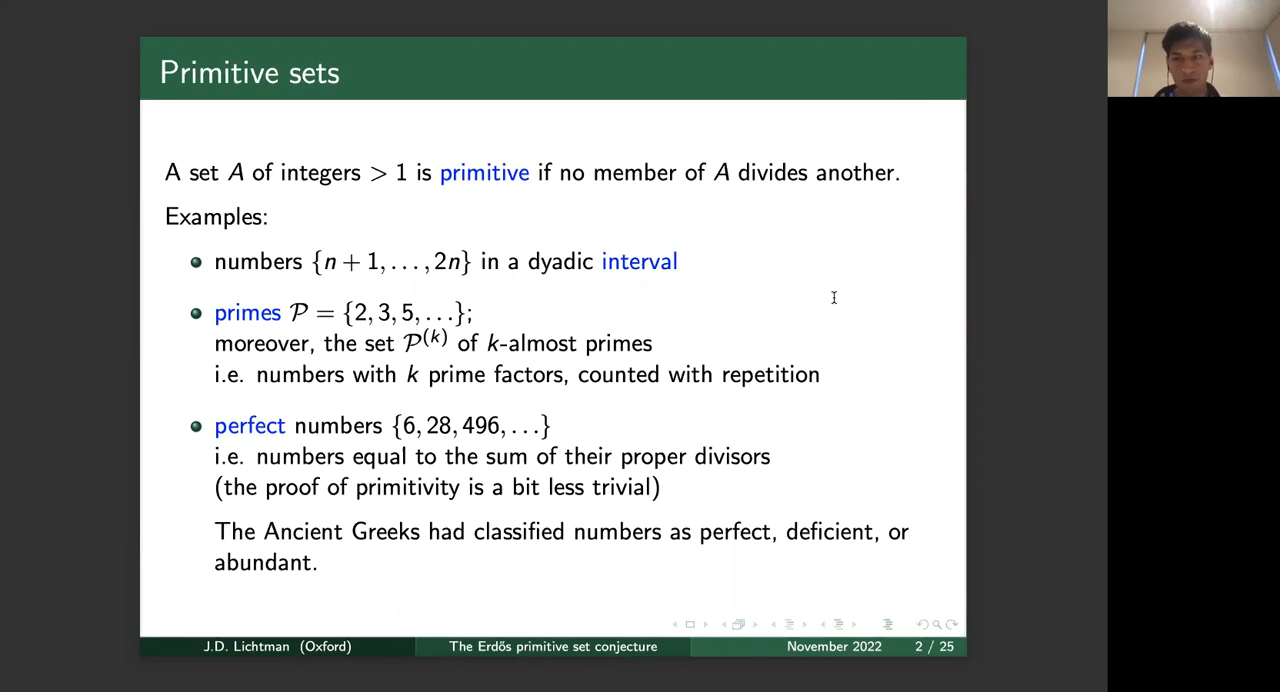 Primitive sets
A set A of integers > 1 is primitive if no member of A divides another.
Examples:
numbers {n + 1, . . . , 2n} in a dyadic interval
primes 𝒫 = {2, 3, 5, . . .};
moreover, the set 𝒫^(k) of k-almost primes
i.e. numbers with k prime factors, counted with repetition
perfect numbers {6, 28, 496, . . .}
i.e. numbers equal to the sum of their proper divisors
(the proof of primitivity is a bit less trivial)
The Ancient Greeks had classified numbers as perfect, deficient, or
abundant.
J.D. Lichtman (Oxford) The Erdős primitive set conjecture November 2022 2 / 25